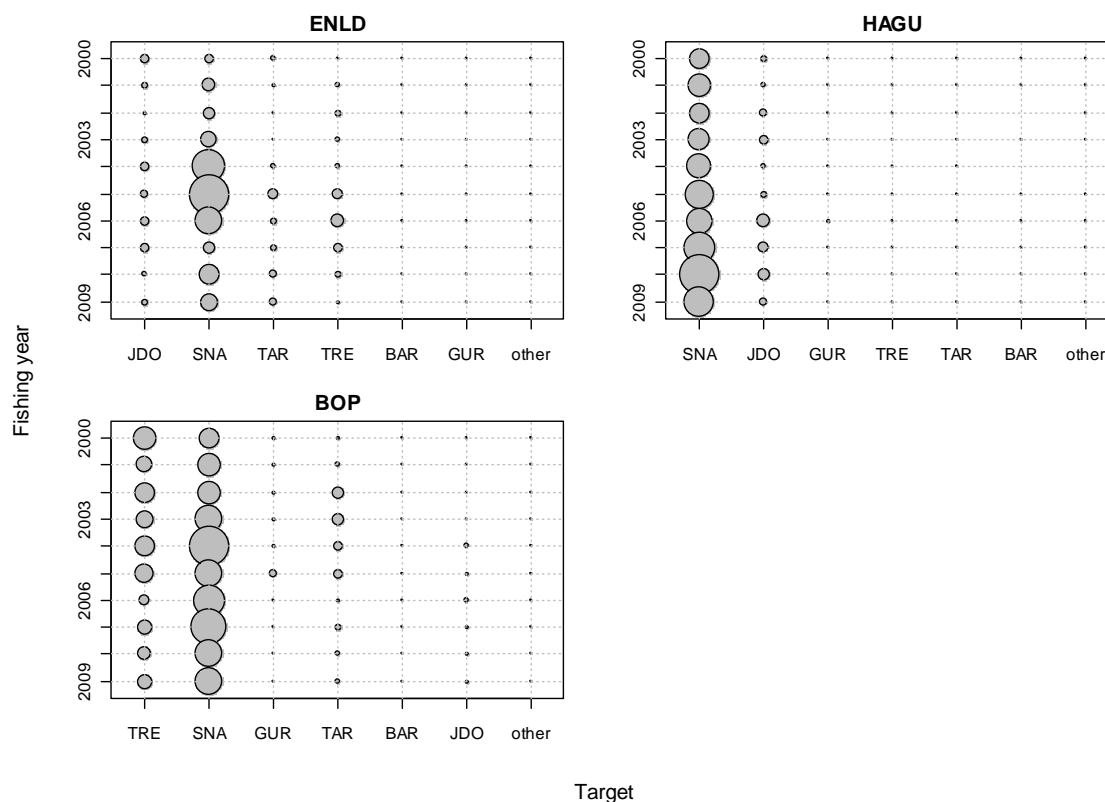 ENLD
2000
2003
2006
2009
JDO SNA TAR TRE BAR GUR other
HAGU
2000
2003
2006
2009
SNA JDO GUR TRE TAR BAR other
BOP
2000
2003
2006
2009
TRE SNA GUR TAR BAR JDO other
Fishing year
Target